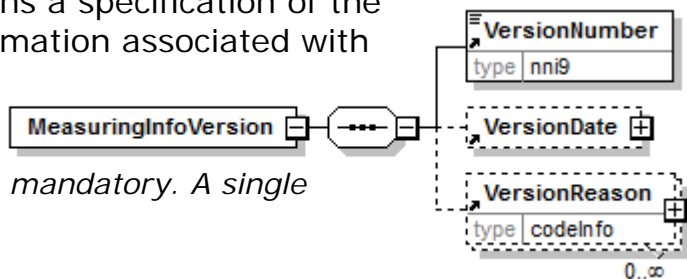 ns a specification of the
mation associated with
VersionNumber
type nni9
MeasuringInfoVersion
VersionDate
mandatory. A single
VersionReason
type codeInfo
0..∞